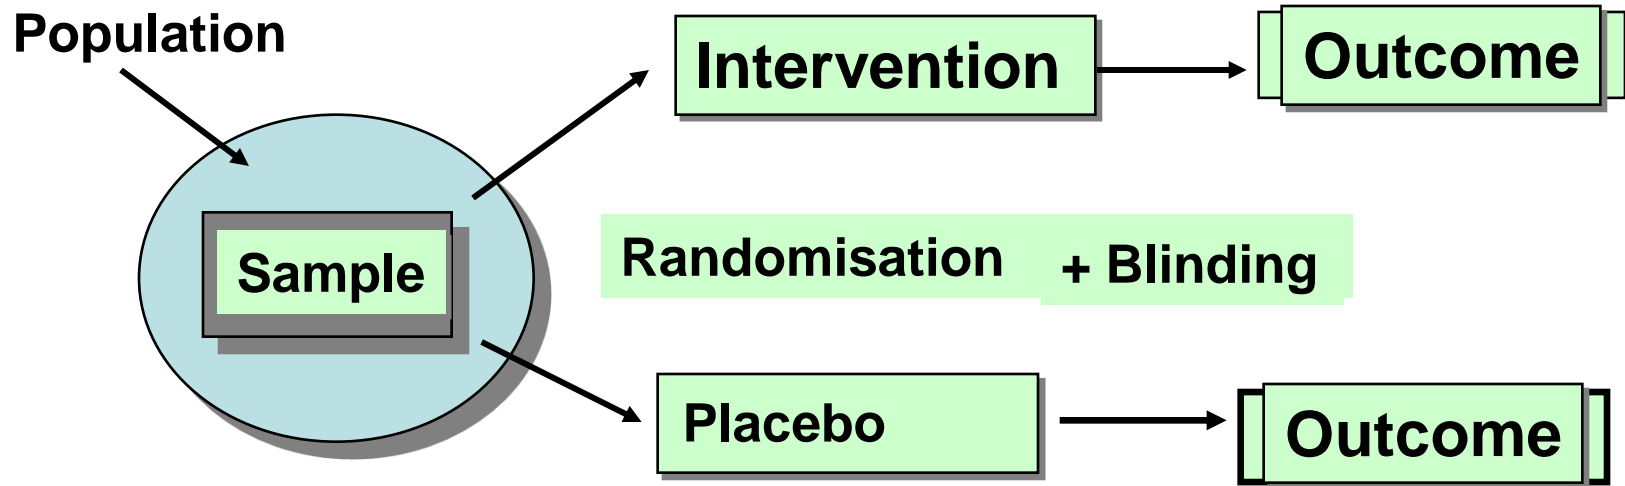 Population
Intervention
Outcome
Sample
Randomisation + Blinding
Placebo
Outcome